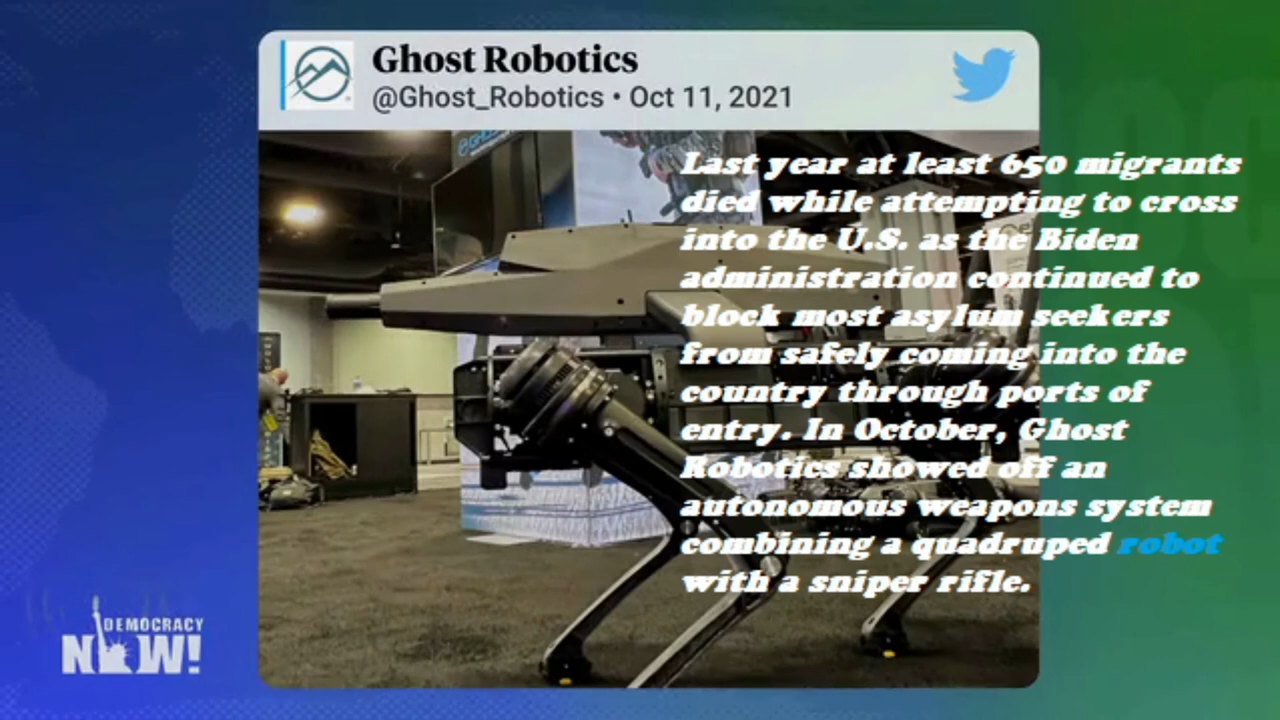 Ghost Robotics
@Ghost_Robotics • Oct 11, 2021
Last year at least 650 migrants
died while attempting to cross
into the U.S. as the Biden
administration continued to
block most asylum seekers
from safely coming into the
country through ports of
entry. In October, Ghost
Robotics showed off an
autonomous weapons system
combining a quadruped robot
with a sniper rifle.
DEMOCRACY
NOW!